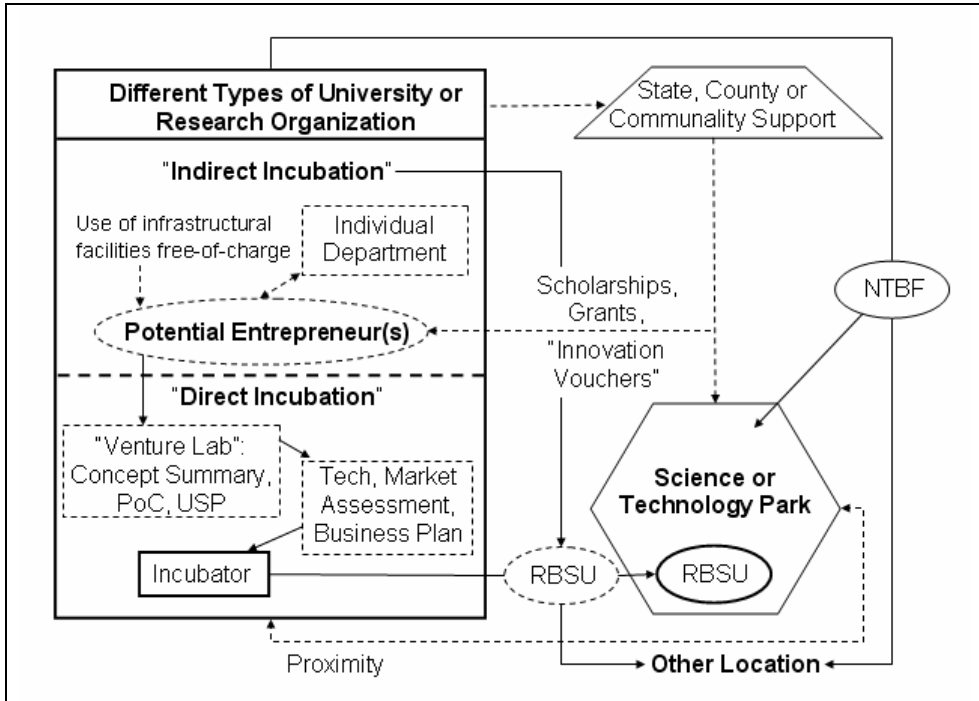 Different Types of University or
Research Organization
State, County or
Communality Support
"Indirect Incubation"
Use of infrastructural
facilities free-of-charge
Individual
Department
Scholarships,
Grants,
NTBF
Potential Entrepreneur(s)
"Innovation
Vouchers"
"Direct Incubation"
"Venture Lab":
Concept Summary,
PoC, USP
Tech, Market
Assessment,
Business Plan
Science or
Technology Park
Incubator
RBSU
RBSU
Proximity
Other Location